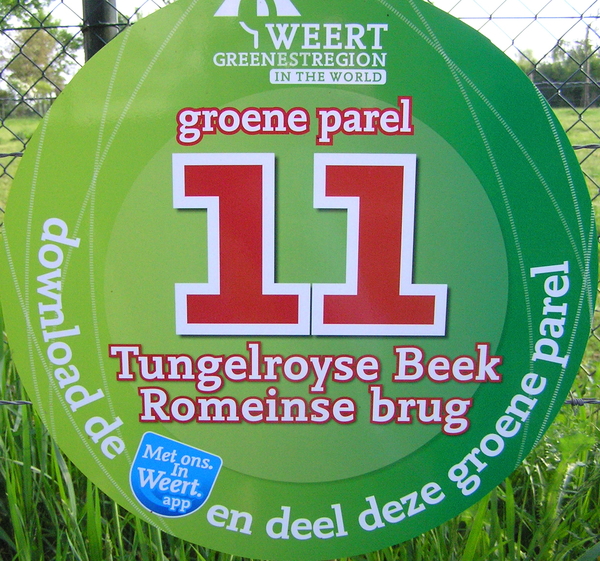 WEERT
GREENESTREGION
IN THE WORLD
groene parel
11
Tungelroyse Beek
Romeinse brug
download de
Met ons.
In
Weert.
app
en deel deze groene parel